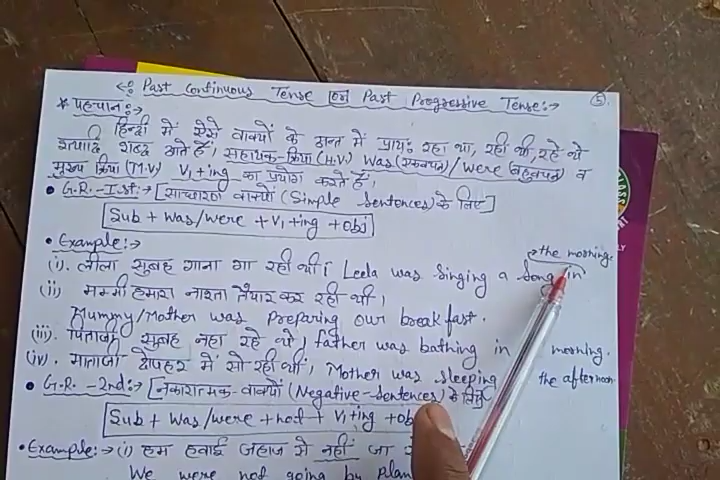 Past Continuous Tense [or] Past Progressive Tense:→ (5)
* पहचान:→
हिन्दी में ऐसे वाक्यों के अन्त में प्रायः रहा था, रही थी, रहे थे
इत्यादि शब्द आते हैं। सहायक-क्रिया (H.V.) Was (एकवचन)/were (बहुवचन) व
मुख्य क्रिया (M.V) V₁+ing का प्रयोग करते हैं।
• G.R.-Ist:→ [साधारण वाक्यों (Simple Sentences) के लिए]
Sub + was/were + V₁+ing + obj
• Example:→
the morning.
(i). लीला सुबह गाना गा रही थी। Leela was singing a song in
(ii) मम्मी हमारा नाश्ता तैयार कर रही थी।
Mummy/Mother was preparing our breakfast.
(iii). पिताजी सुबह नहा रहे थे। father was bathing in morning.
(iv). माताजी दोपहर में सो रही थीं। Mother was sleeping the afternoon
• G.R. -2nd:→ [नकारात्मक-वाक्यों (Negative-Sentences) के लिए
Sub + was/were + not + V₁+ing + ob
• Example:→ (i) हम हवाई जहाज से नहीं जा
We were not going by plan